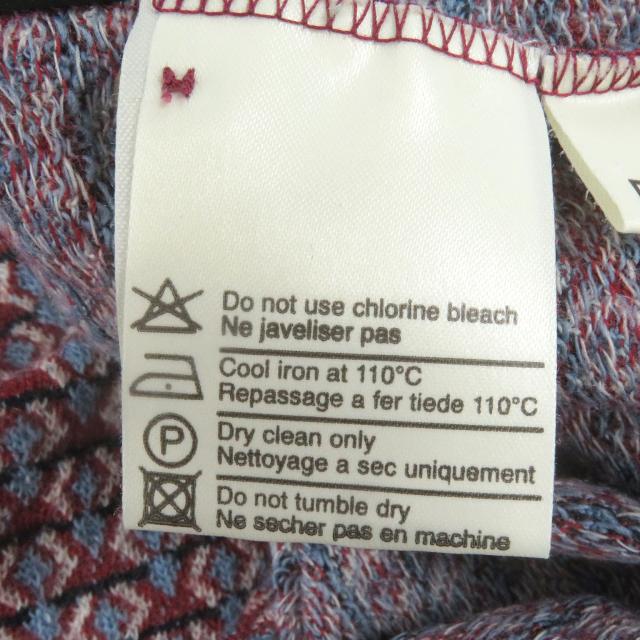 Do not use chlorine bleach
Ne javeliser pas
Cool iron at 110°C
Repassage a fer tiede 110°C
P
Dry clean only
Nettoyage a sec uniquement
Do not tumble dry
Ne secher pas en machine